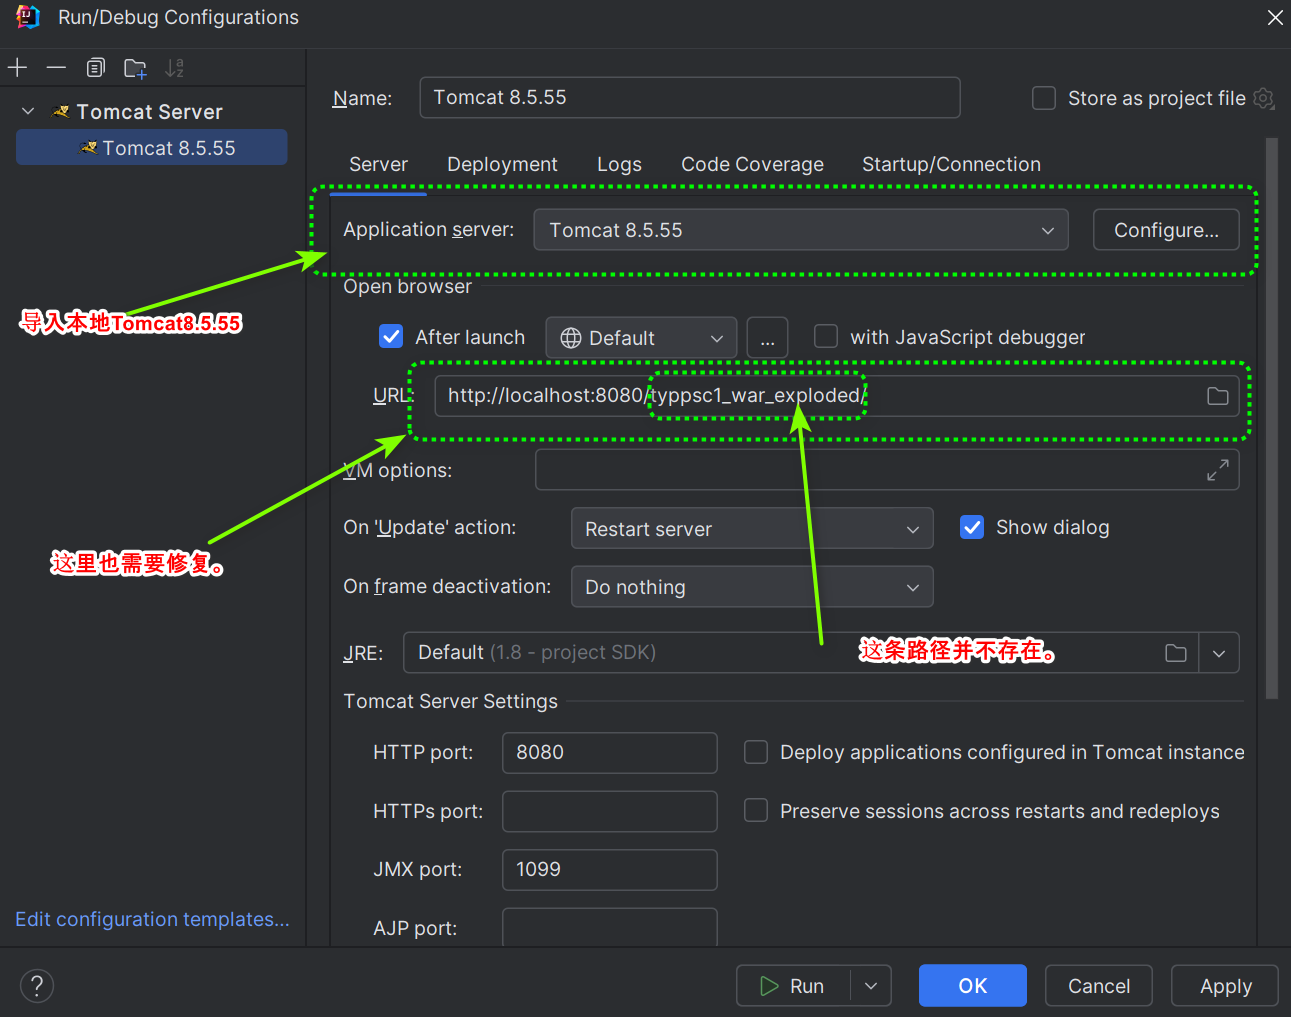 Run/Debug Configurations
Tomcat Server
Tomcat 8.5.55
Name:
Tomcat 8.5.55
Store as project file
Server
Deployment
Logs
Code Coverage
Startup/Connection
Application server:
Tomcat 8.5.55
Configure...
Open browser
导入本地Tomcat8.5.55
After launch
Default
...
with JavaScript debugger
URL:
http://localhost:8080/typpsc1_war_exploded/
VM options:
On 'Update' action:
Restart server
Show dialog
这里也需要修复。
On frame deactivation:
Do nothing
这条路径并不存在。
JRE:
Default (1.8 - project SDK)
Tomcat Server Settings
HTTP port:
8080
Deploy applications configured in Tomcat instance
HTTPs port:
Preserve sessions across restarts and redeploys
JMX port:
1099
AJP port:
Edit configuration templates...
?
Run
OK
Cancel
Apply